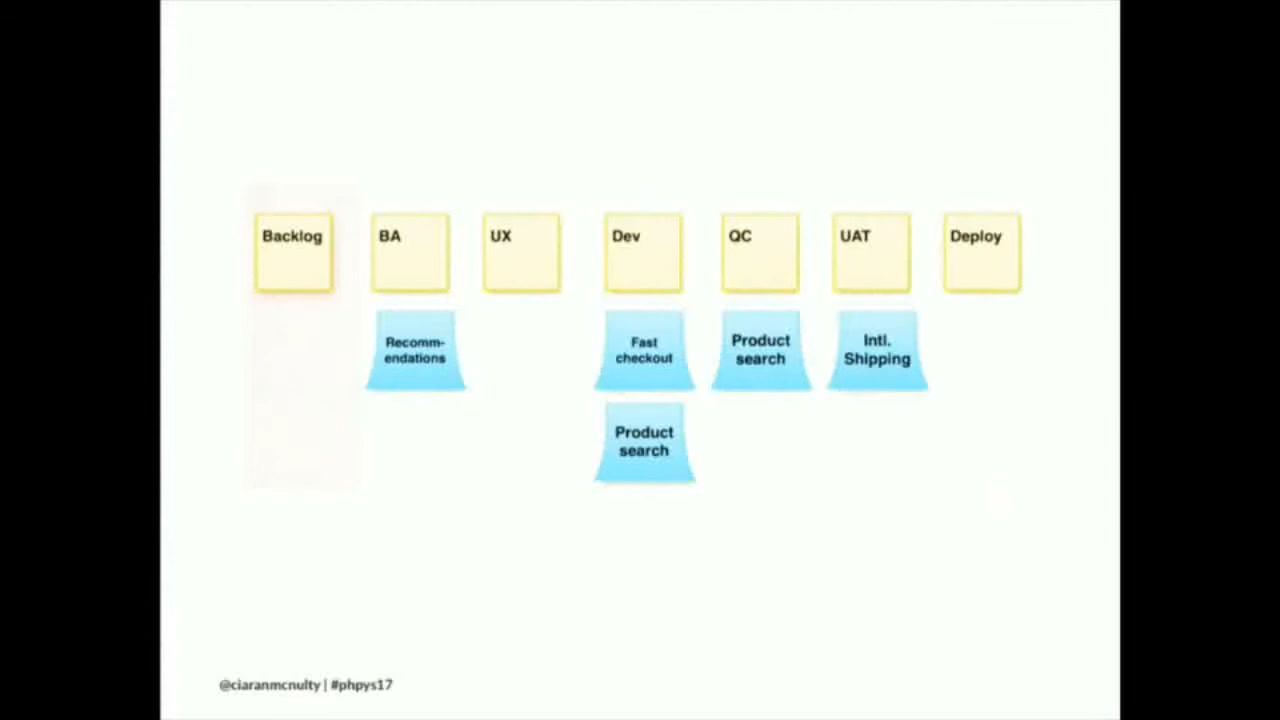 Backlog
BA
UX
Dev
QC
UAT
Deploy
Recomm-
endations
Fast
checkout
Product
search
Intl.
Shipping
Product
search
@ciaranmcnulty | #phpys17